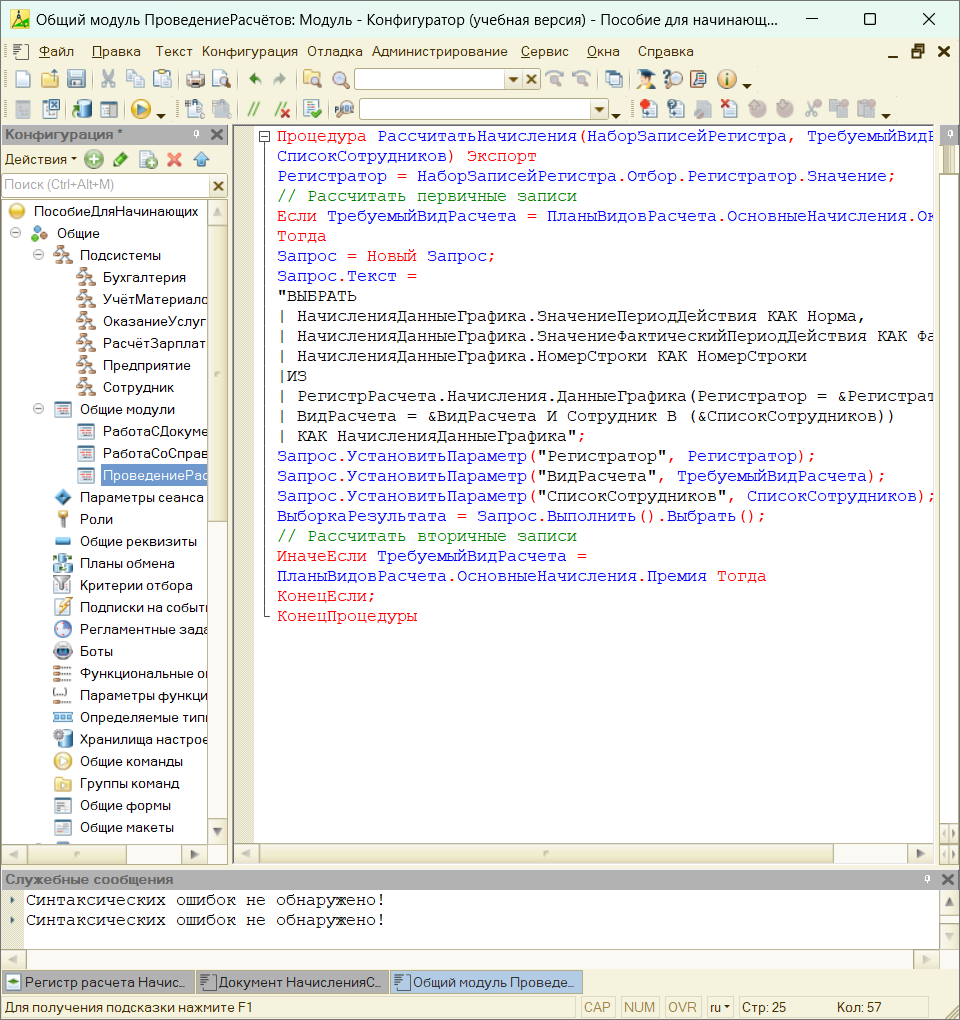 Общий модуль ПроведениеРасчётов: Модуль - Конфигуратор (учебная версия) - Пособие для начинающ...
Файл Правка Текст Конфигурация Отладка Администрирование Сервис Окна Справка
Конфигурация *
Действия
Поиск (Ctrl+Alt+M)
ПособиеДляНачинающих
Общие
Подсистемы
Бухгалтерия
УчётМатериало
ОказаниеУслуг
РасчётЗарплат
Предприятие
Сотрудник
Общие модули
РаботаСДокуме
РаботаСоСправ
ПроведениеРас
Параметры сеанса
Роли
Общие реквизиты
Планы обмена
Критерии отбора
Подписки на событ
Регламентные зада
Боты
Функциональные о
Параметры функци
Определяемые тип
Хранилища настрое
Общие команды
Группы команд
Общие формы
Общие макеты
Процедура РассчитатьНачисления(НаборЗаписейРегистра, ТребуемыйВидР
СписокСотрудников) Экспорт
Регистратор = НаборЗаписейРегистра.Отбор.Регистратор.Значение;
// Рассчитать первичные записи
Если ТребуемыйВидРасчета = ПланыВидовРасчета.ОсновныеНачисления.Ок
Тогда
Запрос = Новый Запрос;
Запрос.Текст =
"ВЫБРАТЬ
| НачисленияДанныеГрафика.ЗначениеПериодДействия КАК Норма,
| НачисленияДанныеГрафика.ЗначениеФактическийПериодДействия КАК Фа
| НачисленияДанныеГрафика.НомерСтроки КАК НомерСтроки
|ИЗ
| РегистрРасчета.Начисления.ДанныеГрафика(Регистратор = &Регистрат
| ВидРасчета = &ВидРасчета И Сотрудник В (&СписокСотрудников))
| КАК НачисленияДанныеГрафика";
Запрос.УстановитьПараметр("Регистратор", Регистратор);
Запрос.УстановитьПараметр("ВидРасчета", ТребуемыйВидРасчета);
Запрос.УстановитьПараметр("СписокСотрудников", СписокСотрудников);
ВыборкаРезультата = Запрос.Выполнить().Выбрать();
// Рассчитать вторичные записи
ИначеЕсли ТребуемыйВидРасчета =
ПланыВидовРасчета.ОсновныеНачисления.Премия Тогда
КонецЕсли;
КонецПроцедуры
Служебные сообщения
Синтаксических ошибок не обнаружено!
Синтаксических ошибок не обнаружено!
Регистр расчета Начис... Документ НачисленияС... Общий модуль Проведе...
Для получения подсказки нажмите F1 CAP NUM OVR ru Стр: 25 Кол: 57